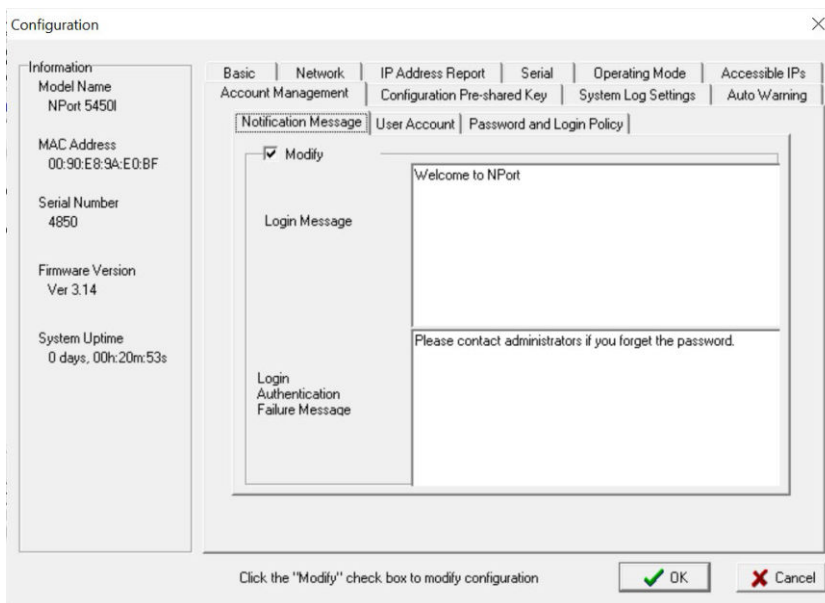 Configuration
Information
Model Name
NPort 5450I
MAC Address
00:90:E8:9A:E0:BF
Serial Number
4850
Firmware Version
Ver 3.14
System Uptime
0 days, 00h:20m:53s
Basic Network IP Address Report Serial Operating Mode Accessible IPs
Account Management Configuration Pre-shared Key System Log Settings Auto Warning
Notification Message User Account Password and Login Policy
Modify
Login Message
Welcome to NPort
Login
Authentication
Failure Message
Please contact administrators if you forget the password.
Click the "Modify" check box to modify configuration
OK
Cancel